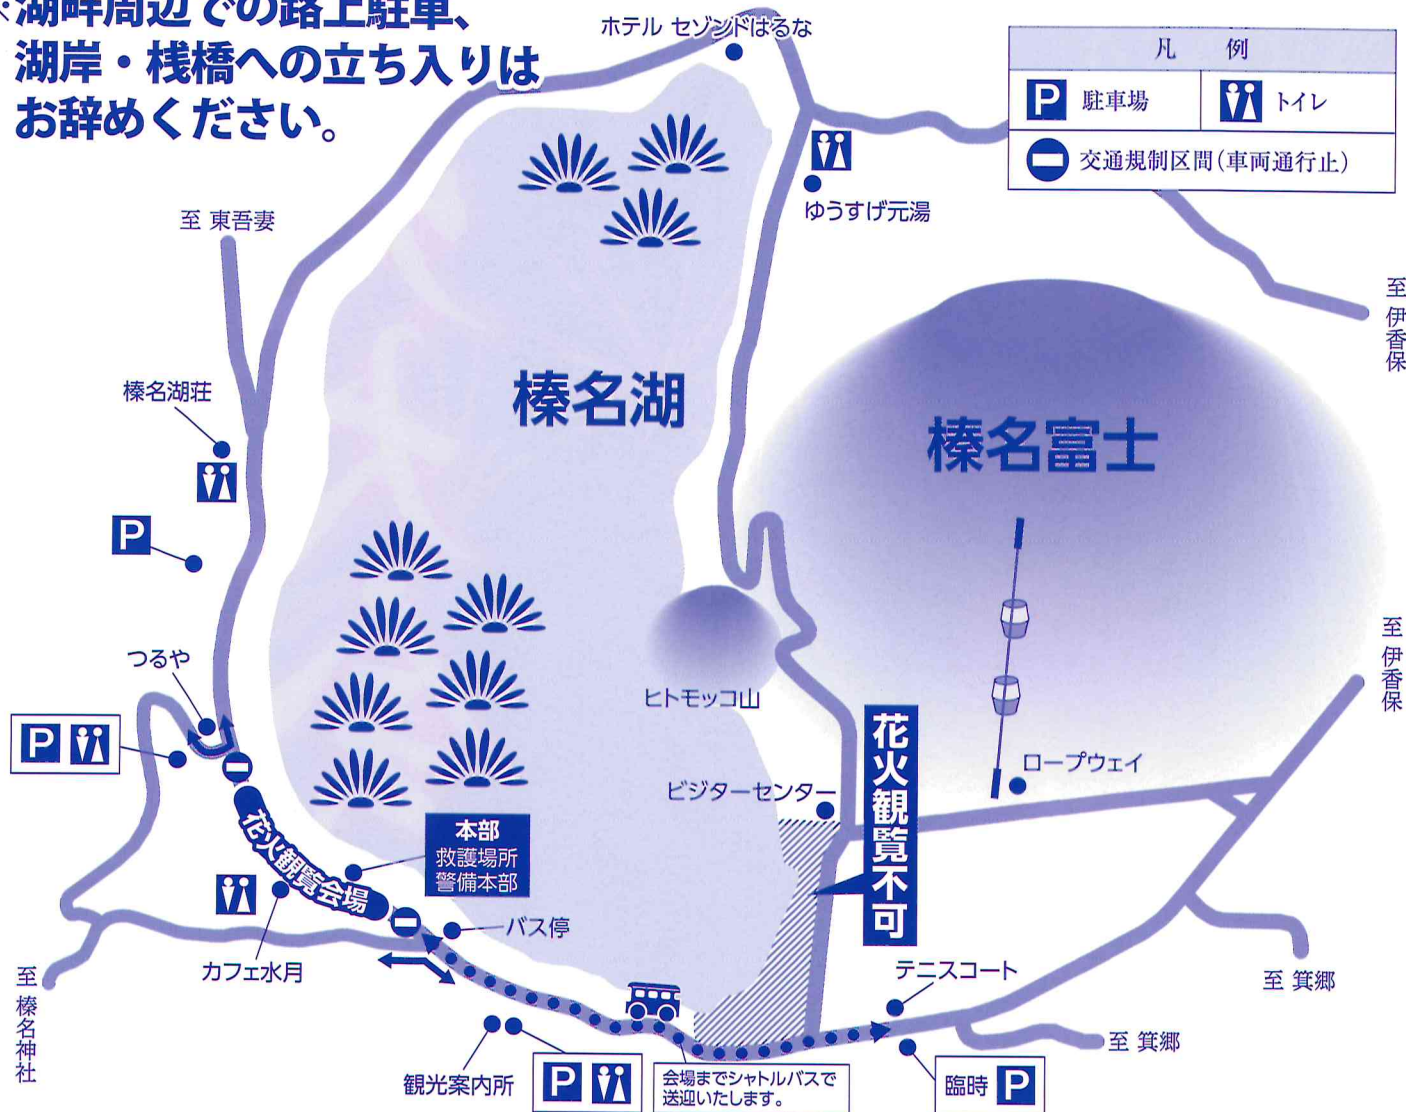 ※湖畔周辺での路上駐車、
湖岸・桟橋への立ち入りは
お辞めください。
ホテル セゾンドはるな
凡 例
P 駐車場
トイレ
交通規制区間(車両通行止)
ゆうすげ元湯
至 東吾妻
至 伊香保
榛名湖荘
榛名湖
榛名富士
P
つるや
P
ヒトモッコ山
至 伊香保
ロープウェイ
ビジターセンター
花火観覧不可
花火観覧会場
本部
救護場所
警備本部
バス停
カフェ水月
至 榛名神社
テニスコート
至 箕郷
至 箕郷
観光案内所
P
会場までシャトルバスで
送迎いたします。
臨時 P